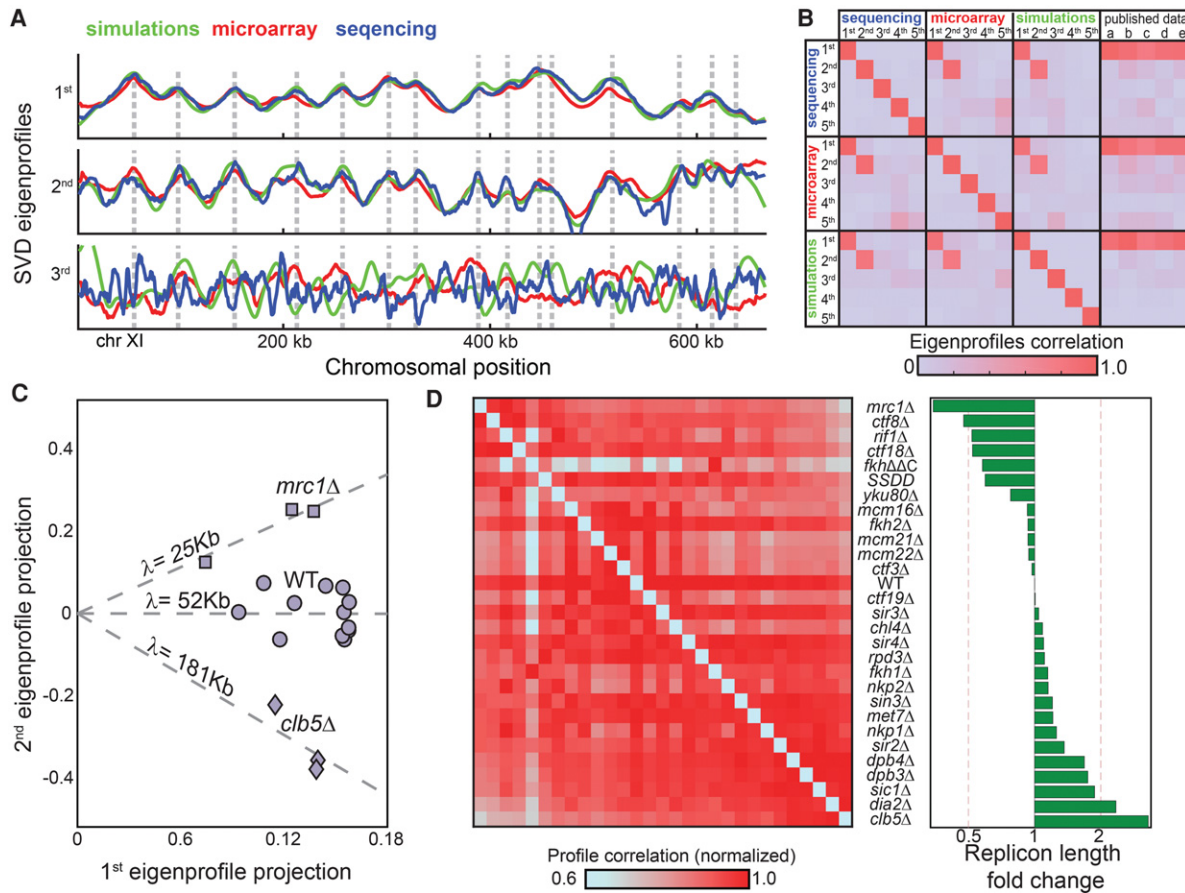 A
simulations microarray seqencing
SVD eigenprofiles
1st
2nd
3rd
chr XI 200 kb 400 kb 600 kb
Chromosomal position
B
sequencing microarray simulations published data
1st 2nd 3rd 4th 5th 1st 2nd 3rd 4th 5th 1st 2nd 3rd 4th 5th a b c d e
sequencing
1st
2nd
3rd
4th
5th
microarray
1st
2nd
3rd
4th
5th
simulations
1st
2nd
3rd
4th
5th
Eigenprofiles correlation
0 1.0
C
2nd eigenprofile projection
0.4
0.2
0
-0.2
-0.4
mrc1Δ
λ= 25Kb
WT
λ= 52Kb
λ= 181Kb
clb5Δ
0 0.6 0.12 0.18
1st eigenprofile projection
D
mrc1Δ
ctf8Δ
rif1Δ
ctf18Δ
fkhΔΔC
SSDD
yku80Δ
mcm16Δ
fkh2Δ
mcm21Δ
mcm22Δ
ctf3Δ
WT
ctf19Δ
sir3Δ
chl4Δ
sir4Δ
rpd3Δ
fkh1Δ
nkp2Δ
sin3Δ
met7Δ
nkp1Δ
sir2Δ
dpb4Δ
dpb3Δ
sic1Δ
dia2Δ
clb5Δ
Profile correlation (normalized)
0.6 1.0
0.5 1 2
Replicon length
fold change